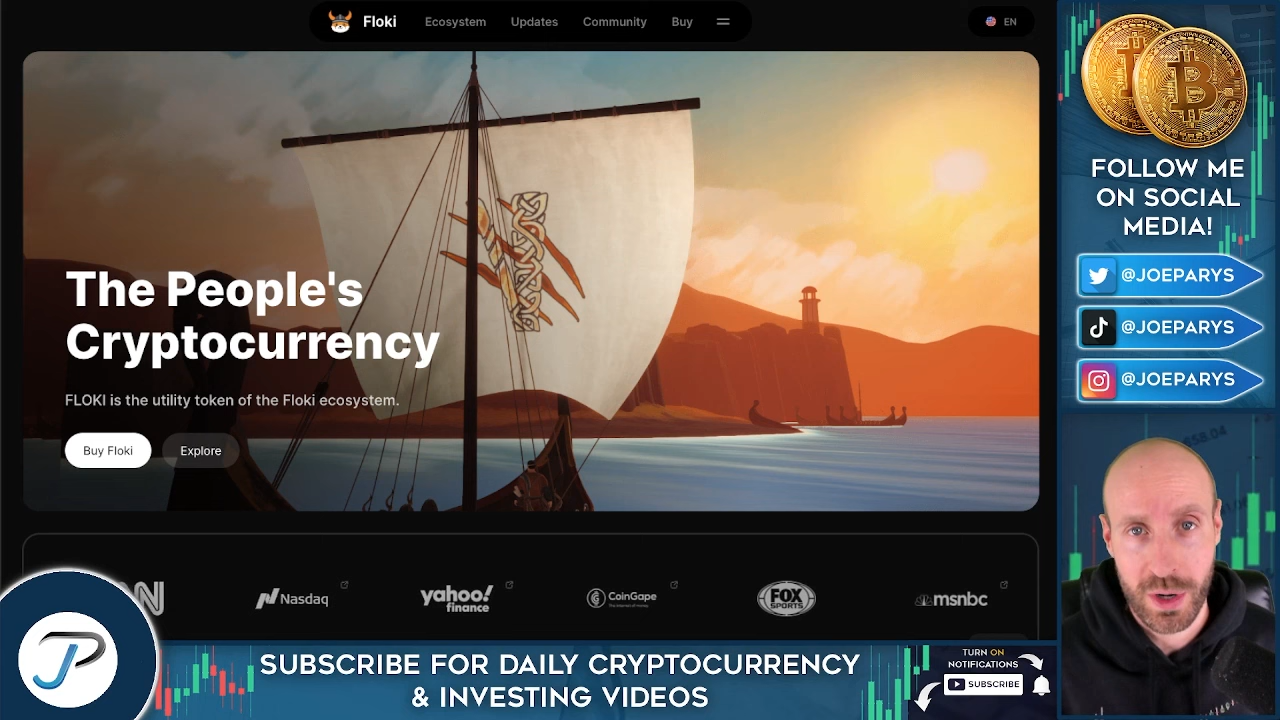 Floki
Ecosystem
Updates
Community
Buy
EN
The People's
Cryptocurrency
FLOKI is the utility token of the Floki ecosystem.
Buy Floki
Explore
Nasdaq
yahoo!
finance
CoinGape
FOX
SPORTS
msnbc
FOLLOW ME
ON SOCIAL
MEDIA!
@JOEPARYS
@JOEPARYS
@JOEPARYS
SUBSCRIBE FOR DAILY CRYPTOCURRENCY
& INVESTING VIDEOS
TURN ON
NOTIFICATIONS
SUBSCRIBE